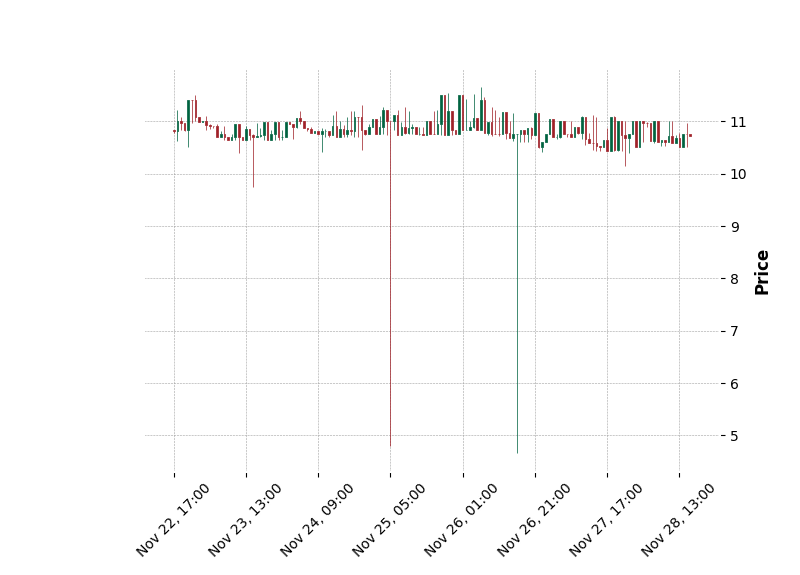 11
10
9
8
7
6
5
Price
Nov 22, 17:00
Nov 23, 13:00
Nov 24, 09:00
Nov 25, 05:00
Nov 26, 01:00
Nov 26, 21:00
Nov 27, 17:00
Nov 28, 13:00